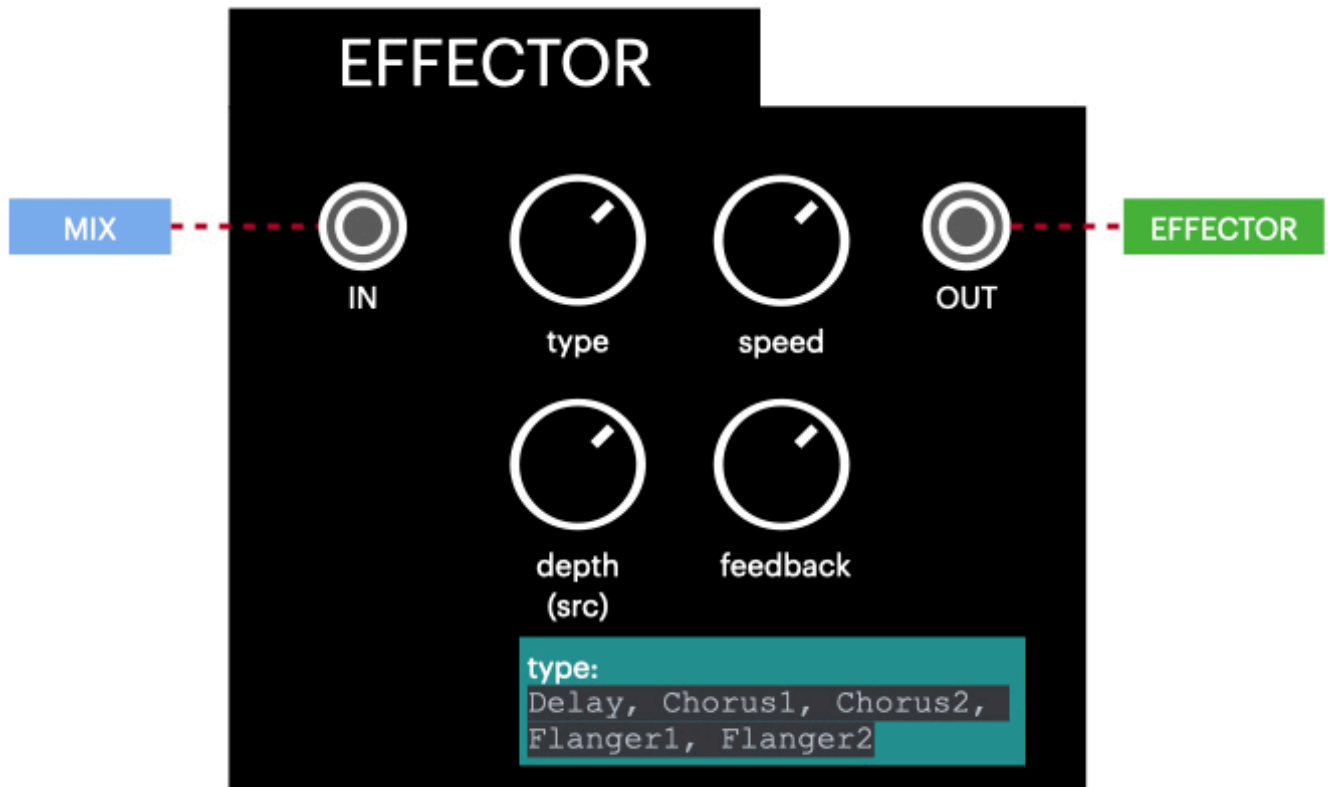 EFFECTOR
MIX
IN
type
speed
OUT
EFFECTOR
depth
(src)
feedback
type:
Delay, Chorus1, Chorus2,
Flanger1, Flanger2